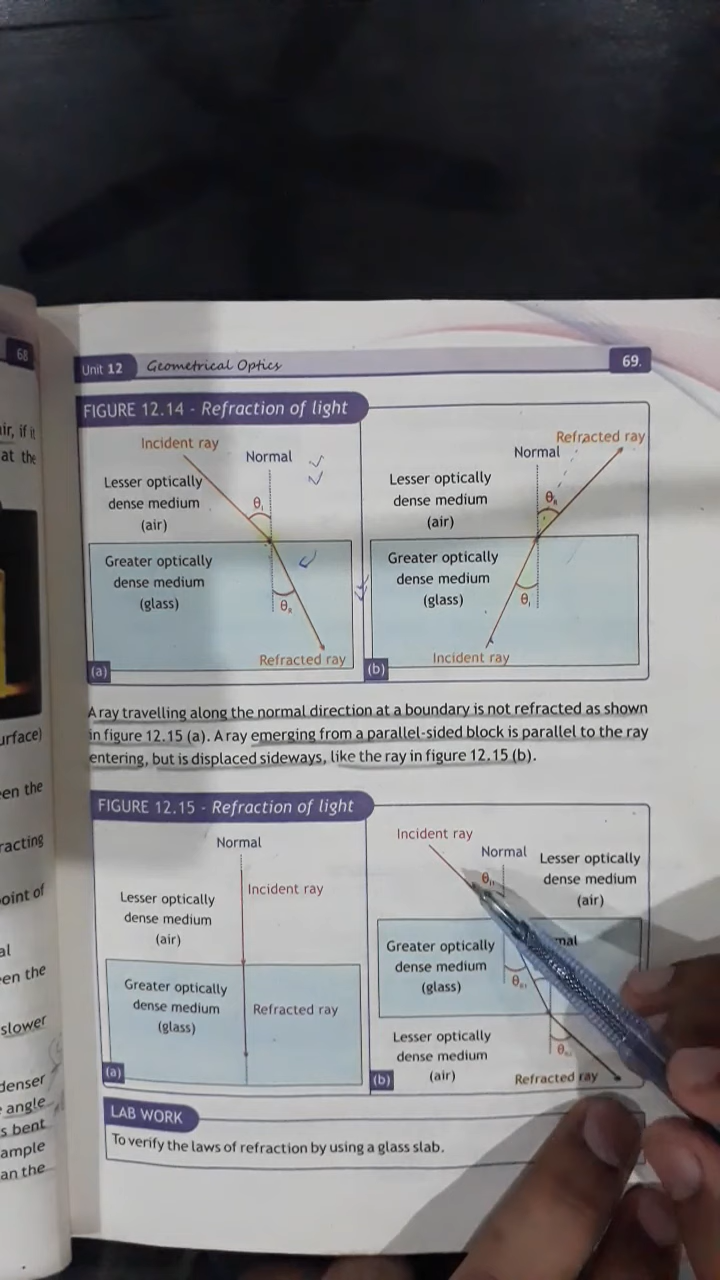 68
air, if it
at the
urface)
en the
racting
oint of
al
en the
slower
denser
angle
s bent
ample
an the
Unit 12 Geometrical Optics 69.
FIGURE 12.14 - Refraction of light
Incident ray
Normal
Lesser optically
dense medium
(air)
θi
Greater optically
dense medium
(glass)
θR
Refracted ray
(a)
Refracted ray
Normal
Lesser optically
dense medium
(air)
θR
Greater optically
dense medium
(glass)
θi
Incident ray
(b)
A ray travelling along the normal direction at a boundary is not refracted as shown
in figure 12.15 (a). A ray emerging from a parallel-sided block is parallel to the ray
entering, but is displaced sideways, like the ray in figure 12.15 (b).
FIGURE 12.15 - Refraction of light
Normal
Incident ray
Lesser optically
dense medium
(air)
Greater optically
dense medium
(glass)
Refracted ray
(a)
Incident ray
Normal
Lesser optically
dense medium
(air)
θ
Greater optically
dense medium
(glass)
mal
θ
Lesser optically
dense medium
(air)
θ
Refracted ray
(b)
LAB WORK
To verify the laws of refraction by using a glass slab.